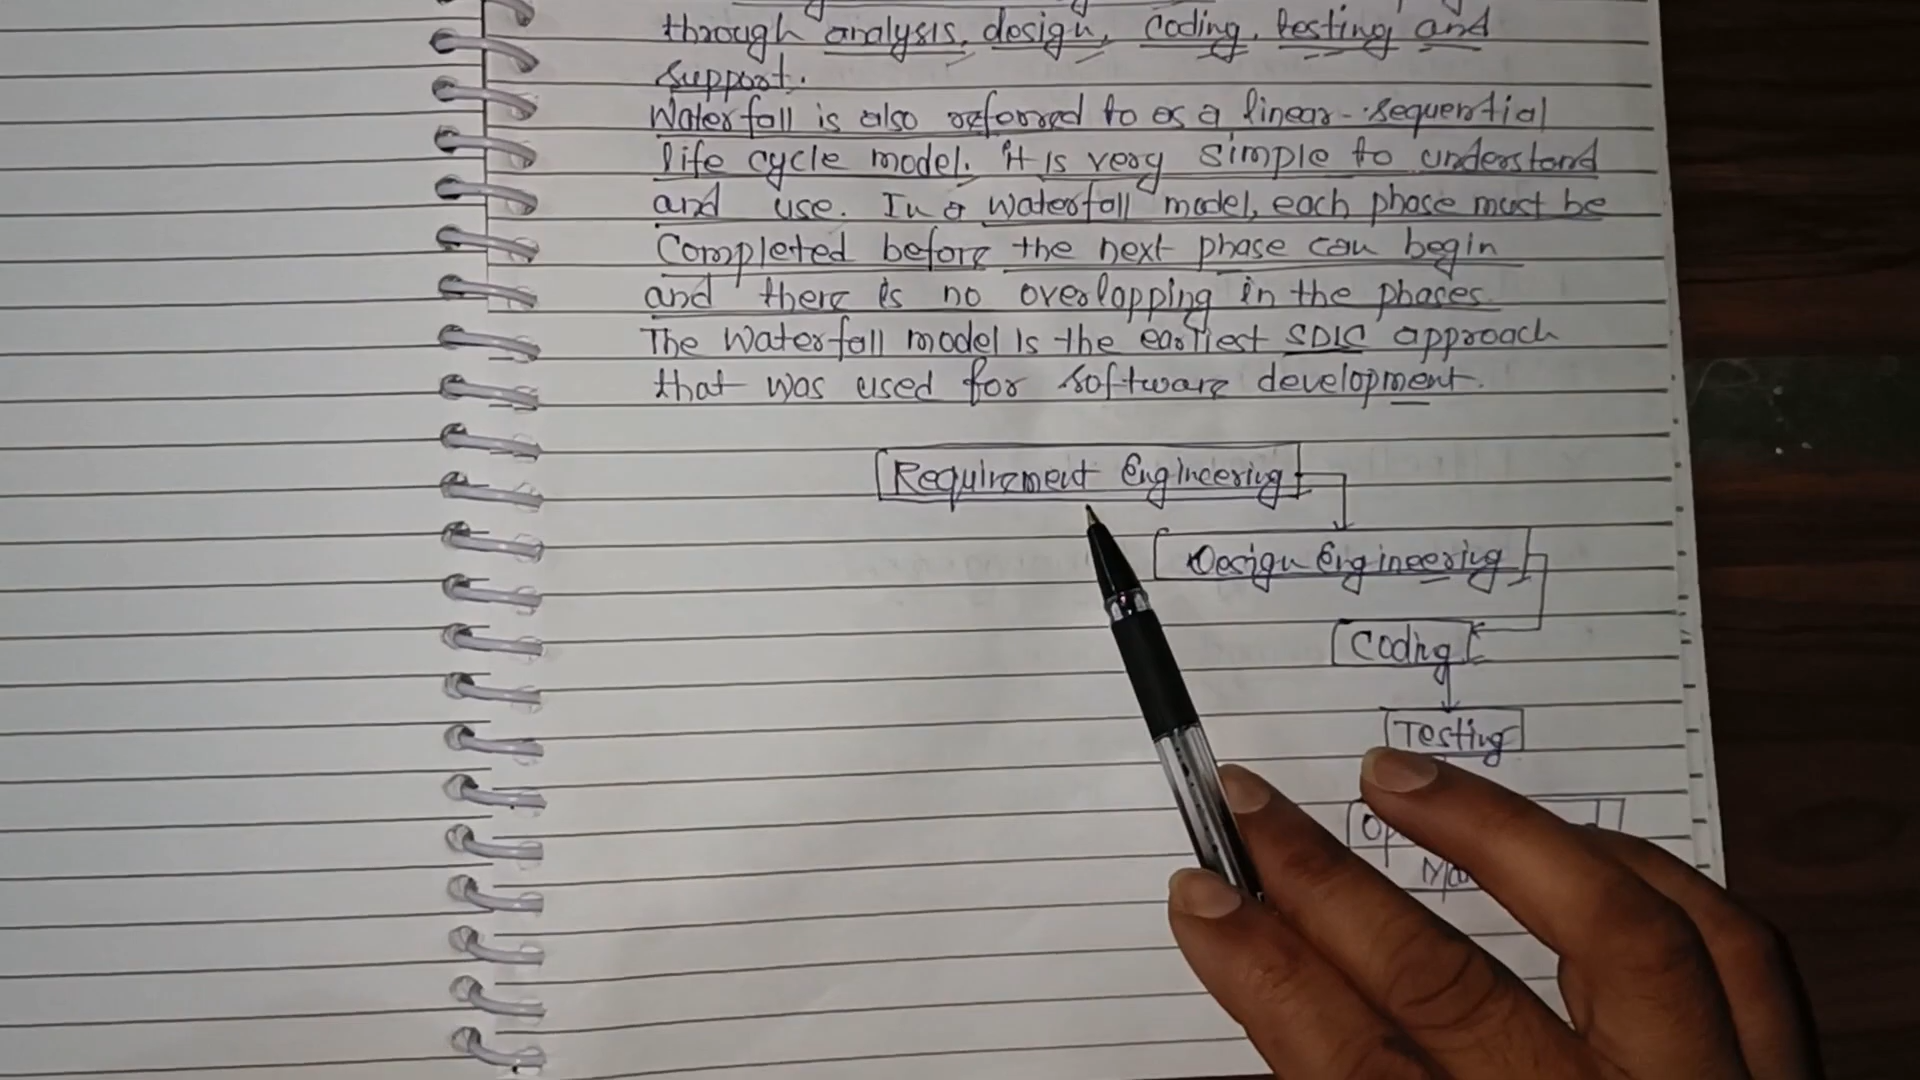 through analysis, design, coding, testing and
support.
Waterfall is also referred to as a linear-sequential
life cycle model. It is very simple to understand
and use. In a waterfall model, each phase must be
Completed before the next phase can begin
and there is no overlapping in the phases
The Waterfall model is the earliest SDLC approach
that was used for software development.
Requirement Engineering
Design Engineering
Coding
Testing